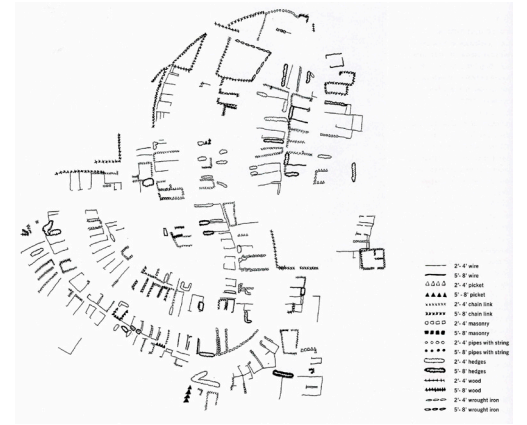 2'- 4' wire
5'- 8' wire
2'- 4' picket
5' - 8' picket
2'- 4' chain link
5'- 8' chain link
2'- 4' masonry
5'- 8' masonry
2'- 4' pipes with string
5'- 8' pipes with string
2'- 4' hedges
5'- 8' hedges
2'- 4' wood
5'- 8' wood
2'- 4' wrought iron
5'- 8' wrought iron